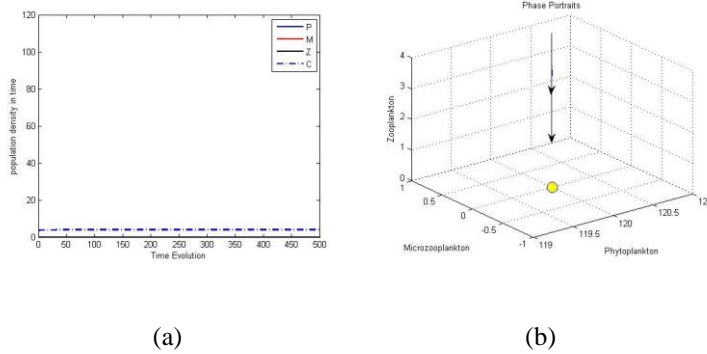 Phase Portraits
120
100
80
60
40
20
0
population density in time
P
M
Z
C
0 50 100 150 200 250 300 350 400 450 500
Time Evolution
4
3
2
1
0
Zooplankton
1
0.5
0
-0.5
-1
Microzooplankton
119
119.5
120
120.5
12
Phytoplankton
(a)
(b)